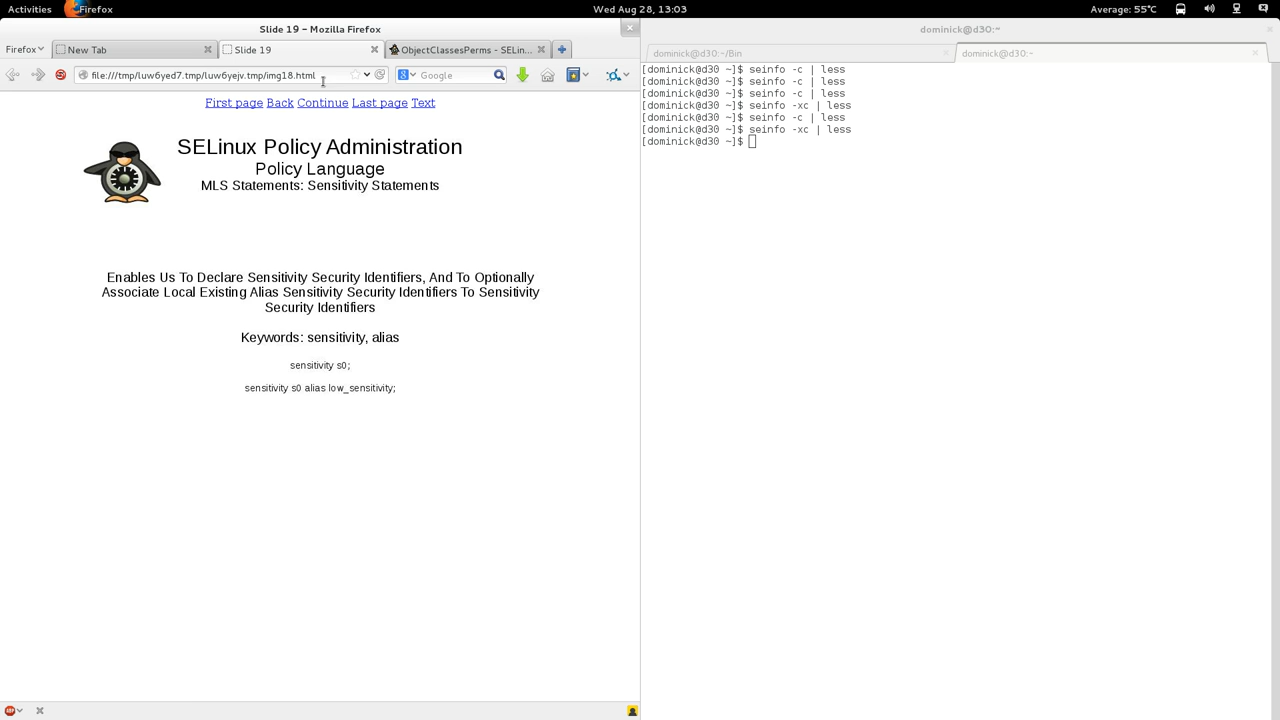 Activities
Firefox
Wed Aug 28, 13:03
Average: 55°C
Slide 19 - Mozilla Firefox
Firefox
New Tab
Slide 19
ObjectClassesPerms - SELin...
file:///tmp/luw6yed7.tmp/luw6yejv.tmp/img18.html
Google
First page Back Continue Last page Text
SELinux Policy Administration
Policy Language
MLS Statements: Sensitivity Statements
Enables Us To Declare Sensitivity Security Identifiers, And To Optionally
Associate Local Existing Alias Sensitivity Security Identifiers To Sensitivity
Security Identifiers
Keywords: sensitivity, alias
sensitivity s0;
sensitivity s0 alias low_sensitivity;
ABP
dominick@d30:~
dominick@d30:~/Bin
dominick@d30:~
[dominick@d30 ~]$ seinfo -c | less
[dominick@d30 ~]$ seinfo -c | less
[dominick@d30 ~]$ seinfo -c | less
[dominick@d30 ~]$ seinfo -xc | less
[dominick@d30 ~]$ seinfo -c | less
[dominick@d30 ~]$ seinfo -xc | less
[dominick@d30 ~]$